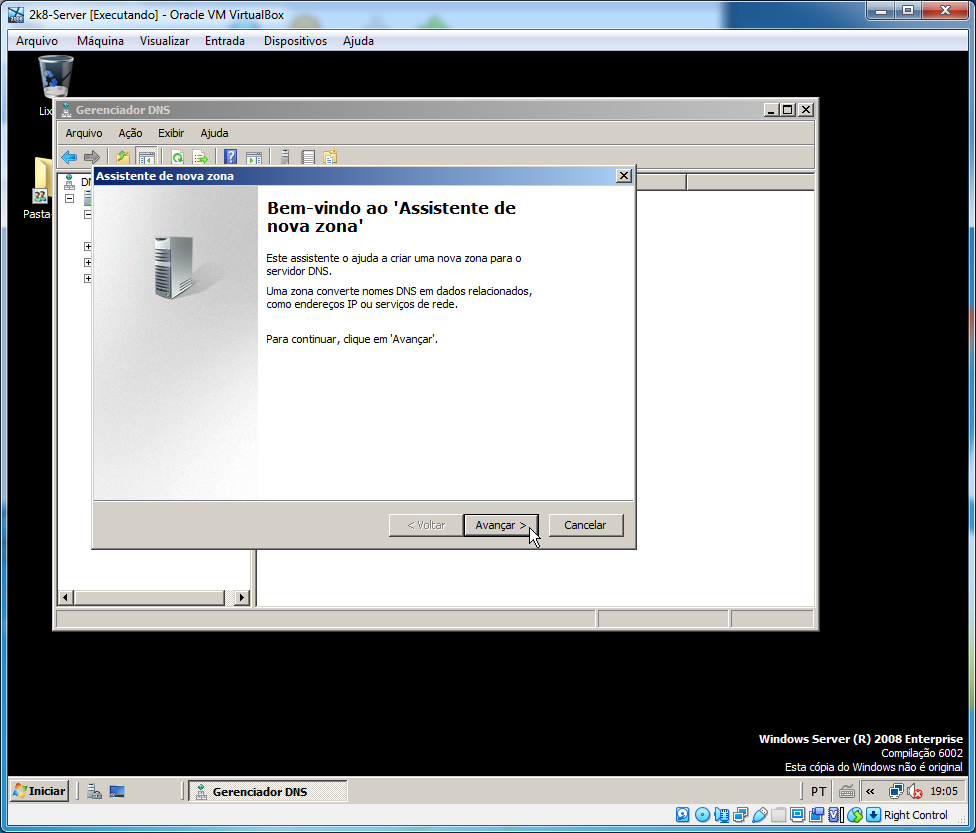 2k8-Server [Executando] - Oracle VM VirtualBox
Arquivo Máquina Visualizar Entrada Dispositivos Ajuda
Gerenciador DNS
Arquivo Ação Exibir Ajuda
Assistente de nova zona
Bem-vindo ao 'Assistente de
nova zona'
Este assistente o ajuda a criar uma nova zona para o
servidor DNS.
Uma zona converte nomes DNS em dados relacionados,
como endereços IP ou serviços de rede.
Para continuar, clique em 'Avançar'.
< Voltar Avançar > Cancelar
Pasta
Windows Server (R) 2008 Enterprise
Compilação 6002
Esta cópia do Windows não é original
Iniciar Gerenciador DNS PT « 19:05
Right Control